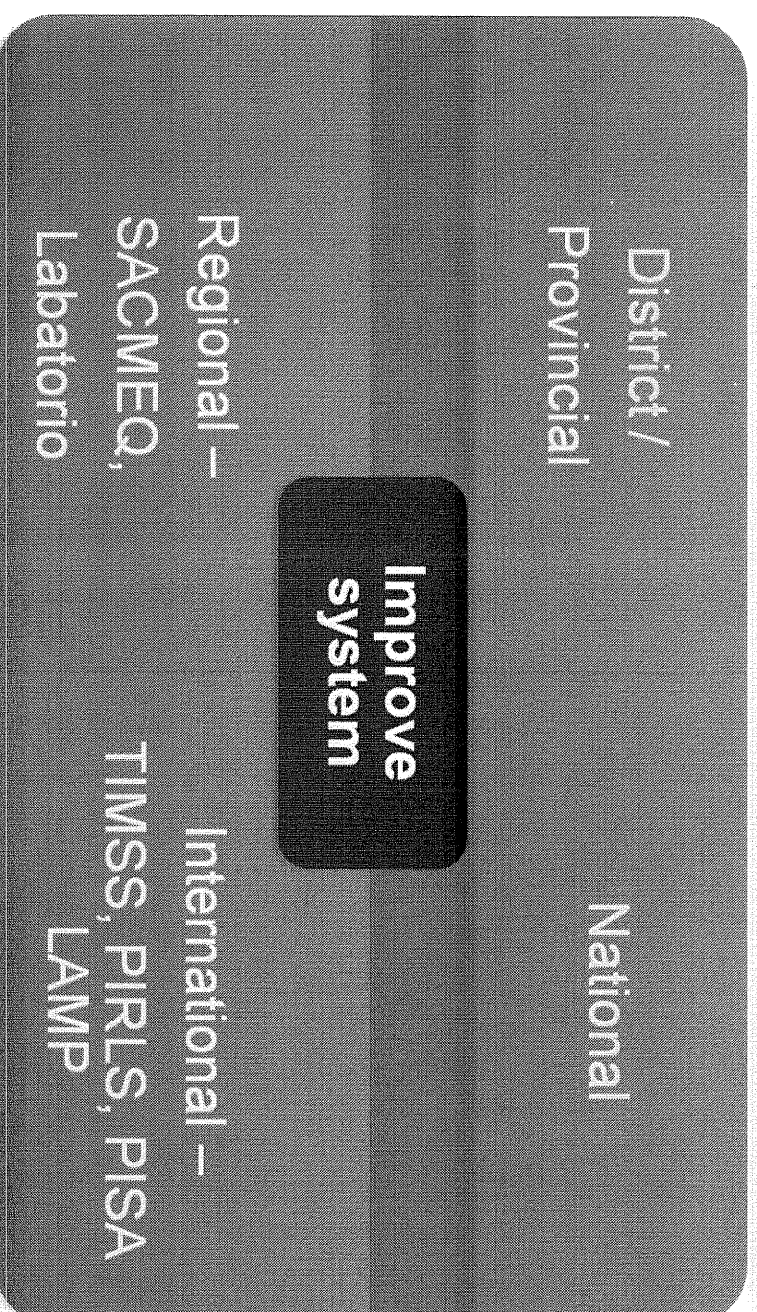 District /
Provincial
National
Improve
system
Regional –
SACMEQ,
Labatorio
International –
TIMSS, PIRLS, PISA
LAMP